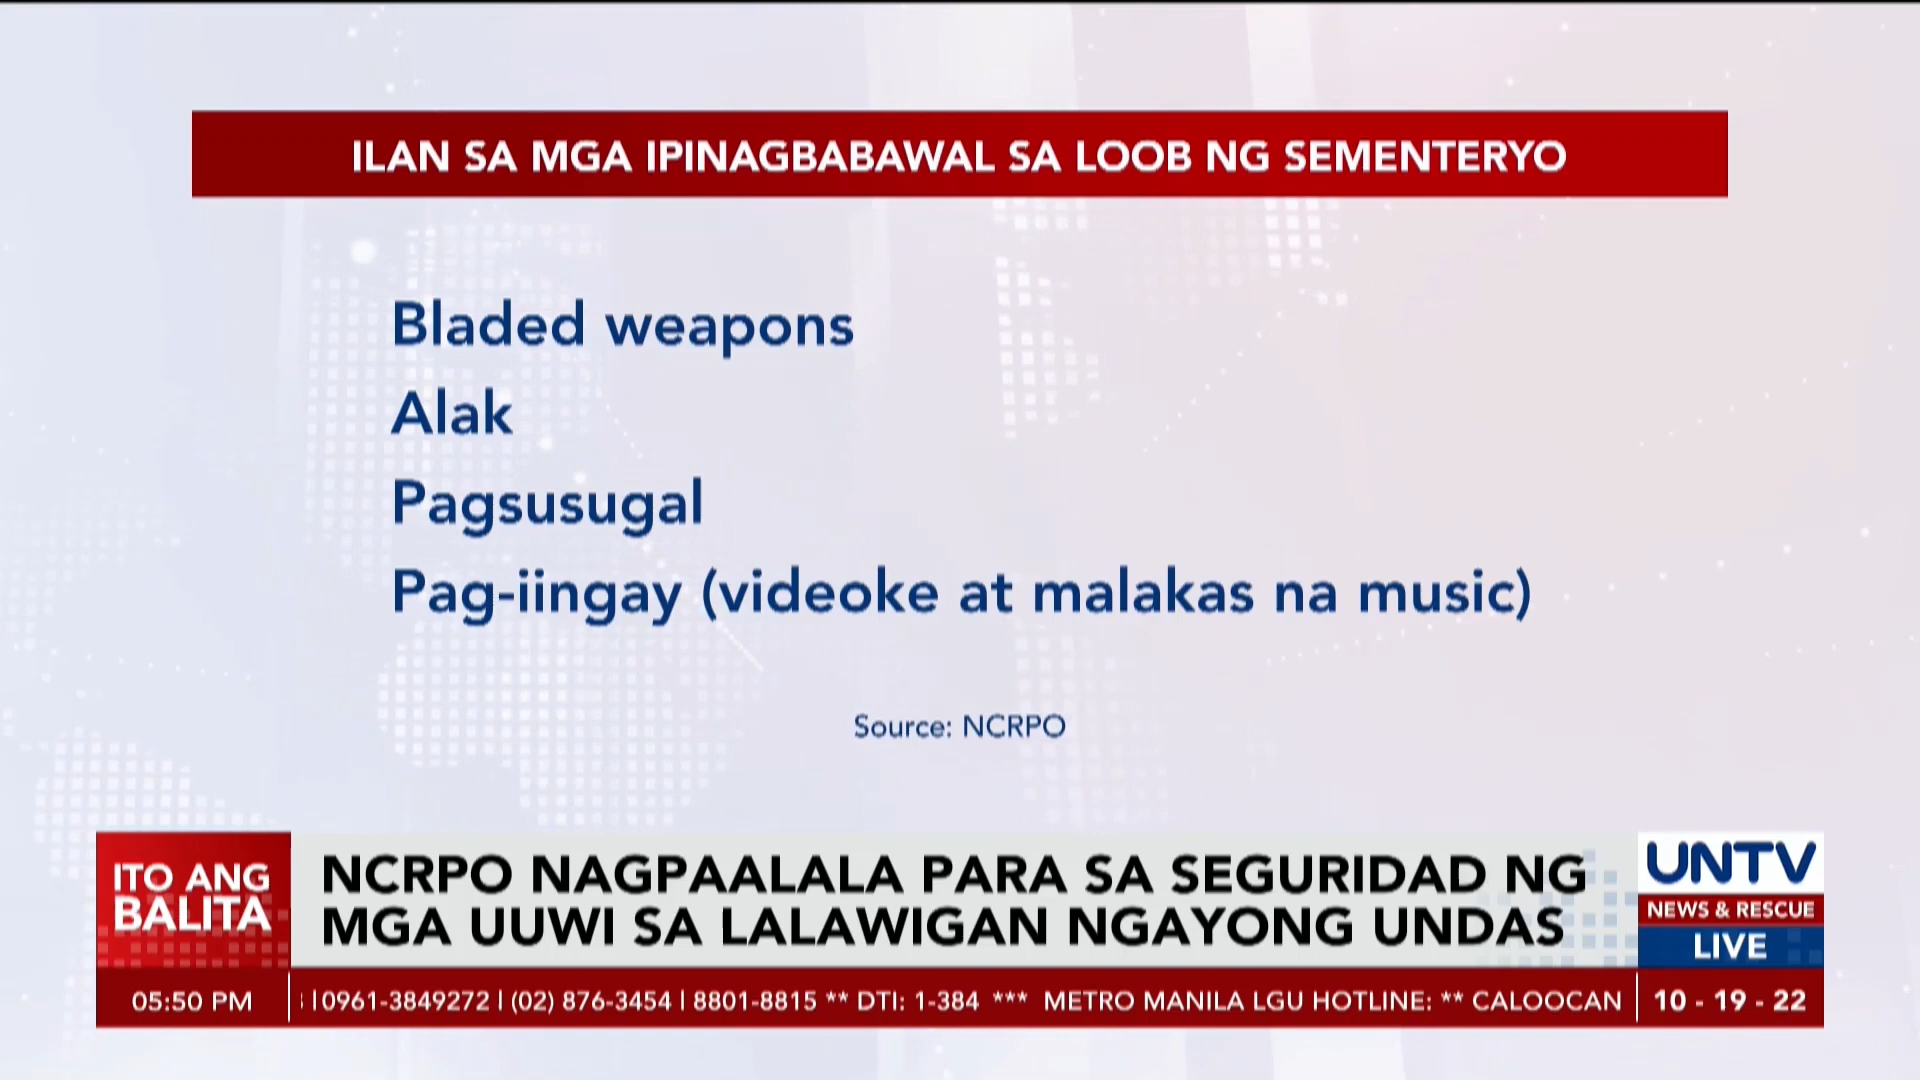 ILAN SA MGA IPINAGBABAWAL SA LOOB NG SEMENTERYO
Bladed weapons
Alak
Pagsusugal
Pag-iingay (videoke at malakas na music)
Source: NCRPO
ITO ANG
BALITA
NCRPO NAGPAALALA PARA SA SEGURIDAD NG
MGA UUWI SA LALAWIGAN NGAYONG UNDAS
UNTV
NEWS & RESCUE
LIVE
05:50 PM
| 0961-3849272 | (02) 876-3454 | 8801-8815 ** DTI: 1-384 *** METRO MANILA LGU HOTLINE: ** CALOOCAN
10 - 19 - 22